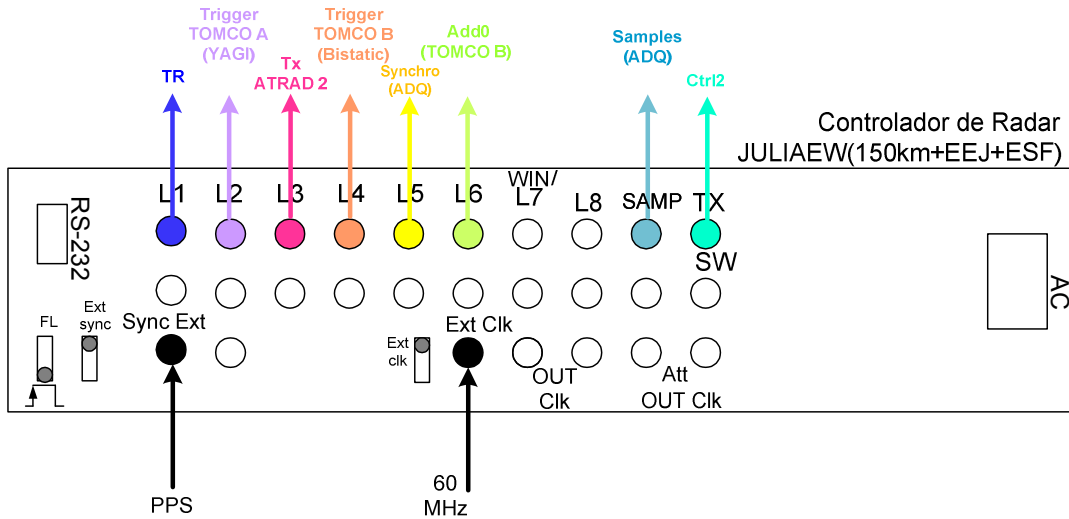 Trigger
TOMCO A
(YAGI)
Trigger
TOMCO B
(Bistatic)
Add0
(TOMCO B)
Samples
(ADQ)
TR
Tx
ATRAD 2
Synchro
(ADQ)
Ctrl2
Controlador de Radar
JULIAEW(150km+EEJ+ESF)
RS-232
L1
L2
L3
L4
L5
L6
WIN/
L7
L8
SAMP
TX
SW
AC
FL
Ext
sync
Sync Ext
Ext
clk
Ext Clk
OUT
Clk
Att
OUT Clk
PPS
60
MHz